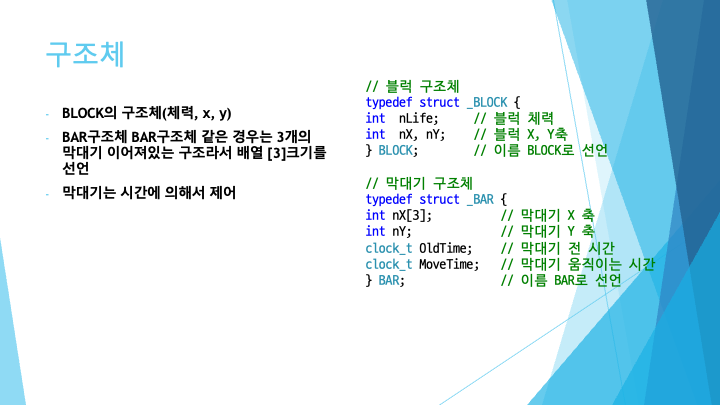 구조체
- BLOCK의 구조체(체력, x, y)
- BAR구조체 BAR구조체 같은 경우는 3개의
막대기 이어져있는 구조라서 배열 [3]크기를
선언
- 막대기는 시간에 의해서 제어
// 블럭 구조체
typedef struct _BLOCK {
int nLife; // 블럭 체력
int nX, nY; // 블럭 X, Y축
} BLOCK; // 이름 BLOCK로 선언
// 막대기 구조체
typedef struct _BAR {
int nX[3]; // 막대기 X 축
int nY; // 막대기 Y 축
clock_t OldTime; // 막대기 전 시간
clock_t MoveTime; // 막대기 움직이는 시간
} BAR; // 이름 BAR로 선언